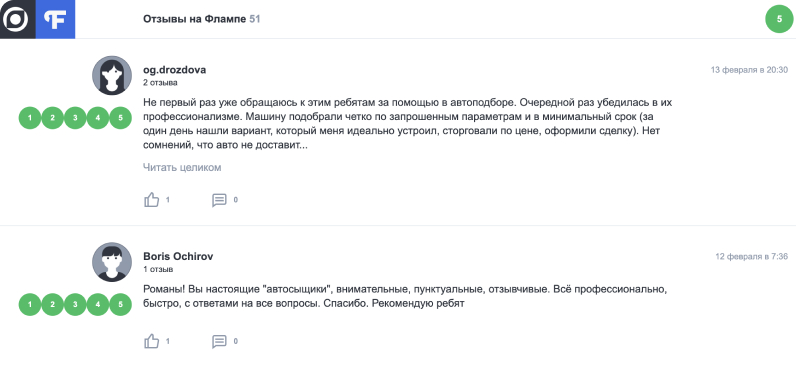 Отзывы на Флампе 51
5
og.drozdova
13 февраля в 20:30
2 отзыва
1 2 3 4 5
Не первый раз уже обращаюсь к этим ребятам за помощью в автоподборе. Очередной раз убедилась в их
профессионализме. Машину подобрали четко по запрошенным параметрам и в минимальный срок (за
один день нашли вариант, который меня идеально устроил, сторговали по цене, оформили сделку). Нет
сомнений, что авто не доставит...
Читать целиком
1 0
Boris Ochirov
12 февраля в 7:36
1 отзыв
1 2 3 4 5
Романы! Вы настоящие "автосыщики", внимательные, пунктуальные, отзывчивые. Всё профессионально,
быстро, с ответами на все вопросы. Спасибо. Рекомендую ребят
1 0